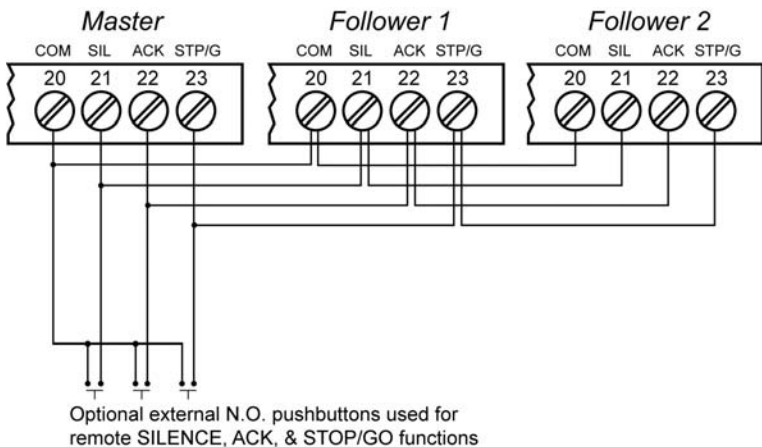 Master Follower 1 Follower 2
COM SIL ACK STP/G COM SIL ACK STP/G COM SIL ACK STP/G
20 21 22 23 20 21 22 23 20 21 22 23
Optional external N.O. pushbuttons used for
remote SILENCE, ACK, & STOP/GO functions